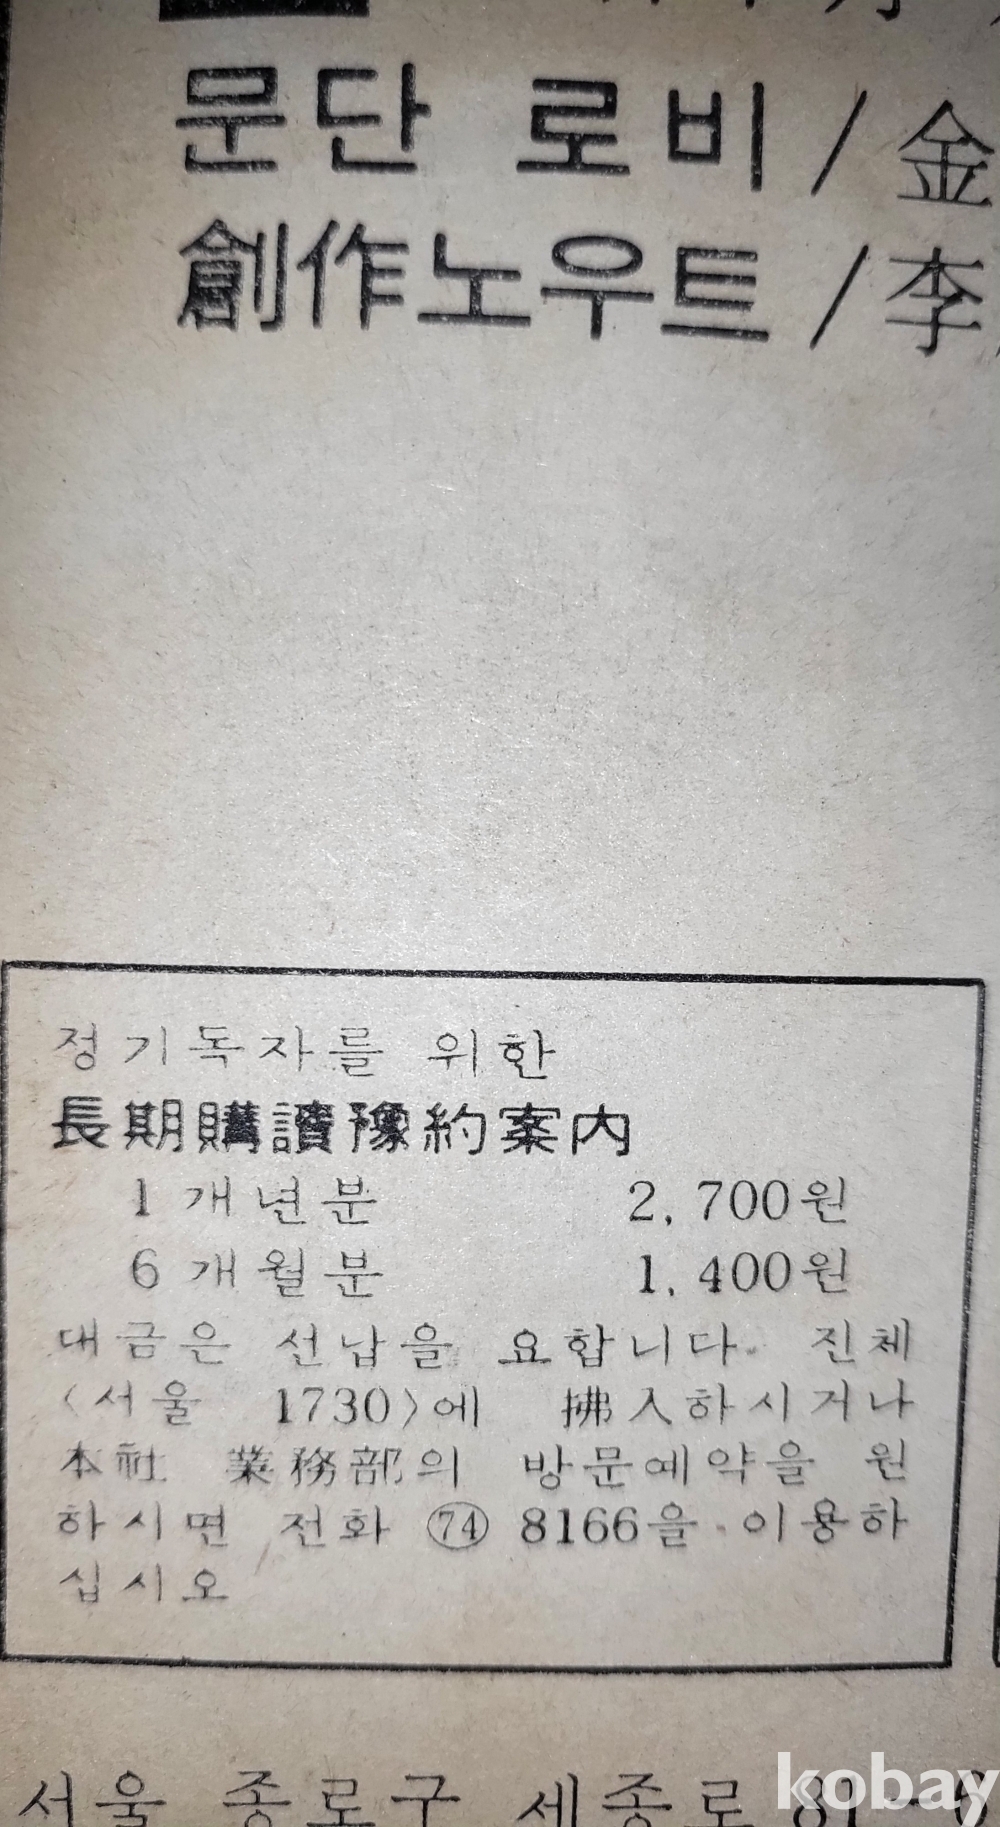 문단 로비 / 金
創作노우트 / 李
정기독자를 위한
長期購讀豫約案內
1 개년분 2,700원
6 개월분 1,400원
대금은 선납을 요합니다. 진체
〈서울 1730〉에 拂入하시거나
本社 業務部의 방문예약을 원
하시면 전화 ㊼ 8166을 이용하
십시오
서울 종로구 세종로 81-6
kobay